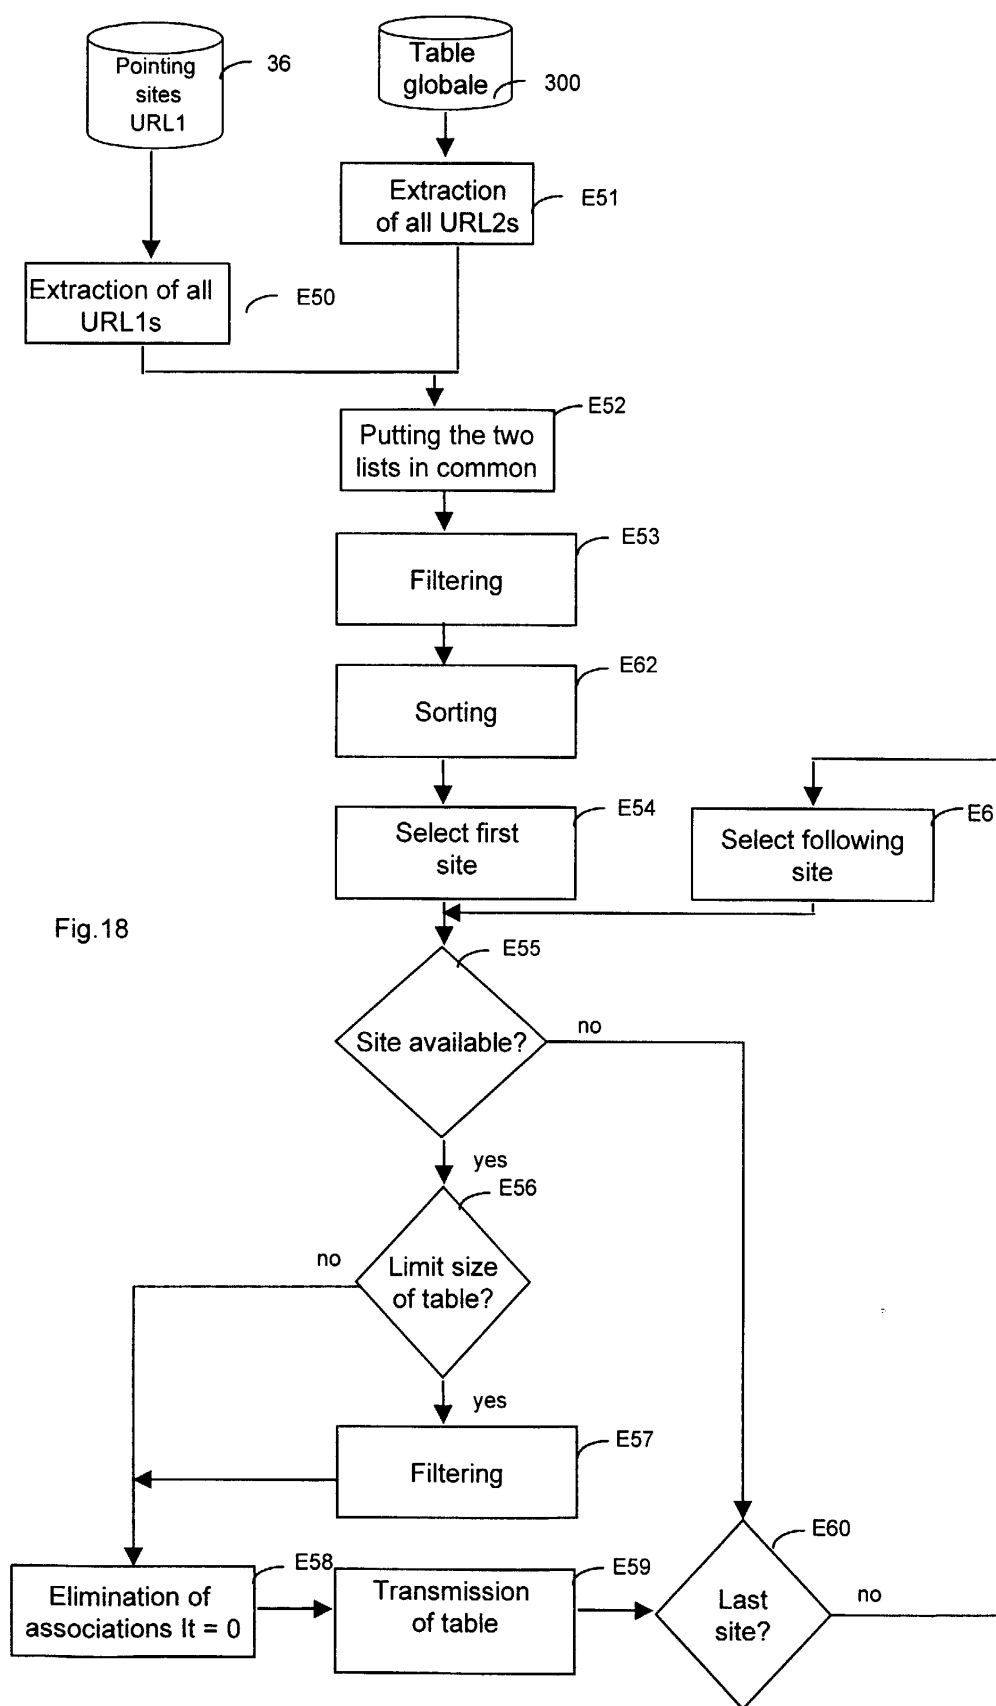 Pointing
sites
URL1
36
Table
globale
300
Extraction
of all URL2s
E51
Extraction of all
URL1s
E50
E52
Putting the two
lists in common
E53
Filtering
E62
Sorting
E54
Select first
site
E6
Select following
site
Fig.18
E55
Site available?
no
yes
E56
Limit size
of table?
no
yes
E57
Filtering
E58
Elimination of
associations It = 0
E59
Transmission
of table
E60
Last
site?
no